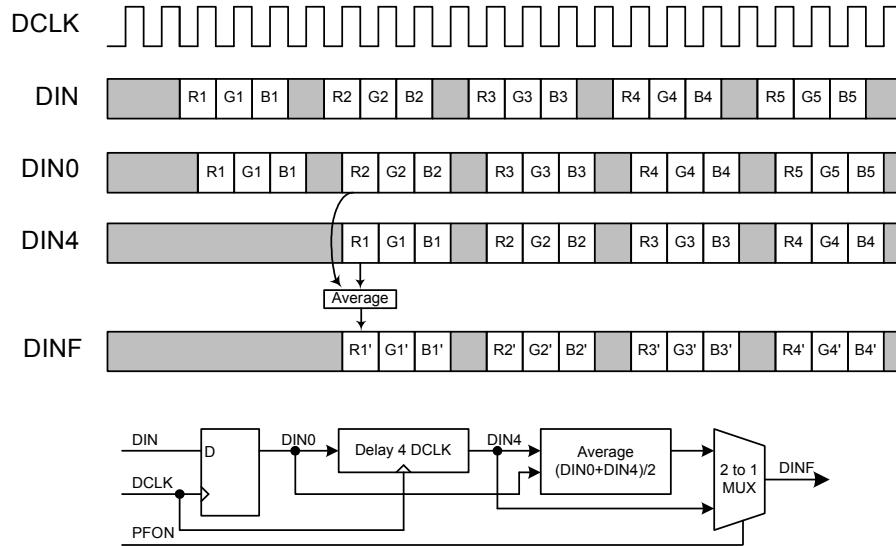 DCLK
DIN R1 G1 B1 R2 G2 B2 R3 G3 B3 R4 G4 B4 R5 G5 B5
DIN0 R1 G1 B1 R2 G2 B2 R3 G3 B3 R4 G4 B4 R5 G5 B5
DIN4 R1 G1 B1 R2 G2 B2 R3 G3 B3 R4 G4 B4
Average
DINF R1' G1' B1' R2' G2' B2' R3' G3' B3' R4' G4' B4'
DIN D DIN0 Delay 4 DCLK DIN4 Average
(DIN0+DIN4)/2
2 to 1
MUX
DINF
DCLK
PFON